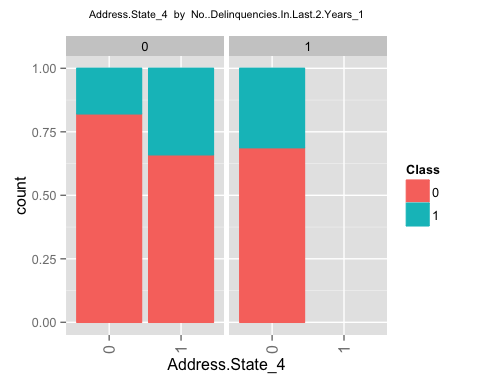 Address.State_4 by No..Delinquencies.In.Last.2.Years_1
0 1
1.00
0.75
0.50
0.25
0.00
count
0 1 0 1
Address.State_4
Class
0
1